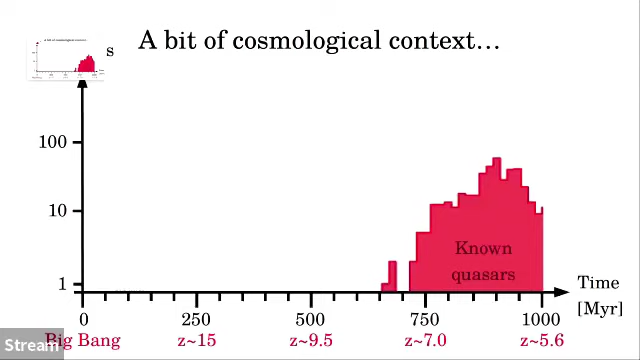 A bit of cosmological context…
s
100
10
1
Known
quasars
Time
[Myr]
0 250 500 750 1000
Big Bang z~15 z~9.5 z~7.0 z~5.6
Stream